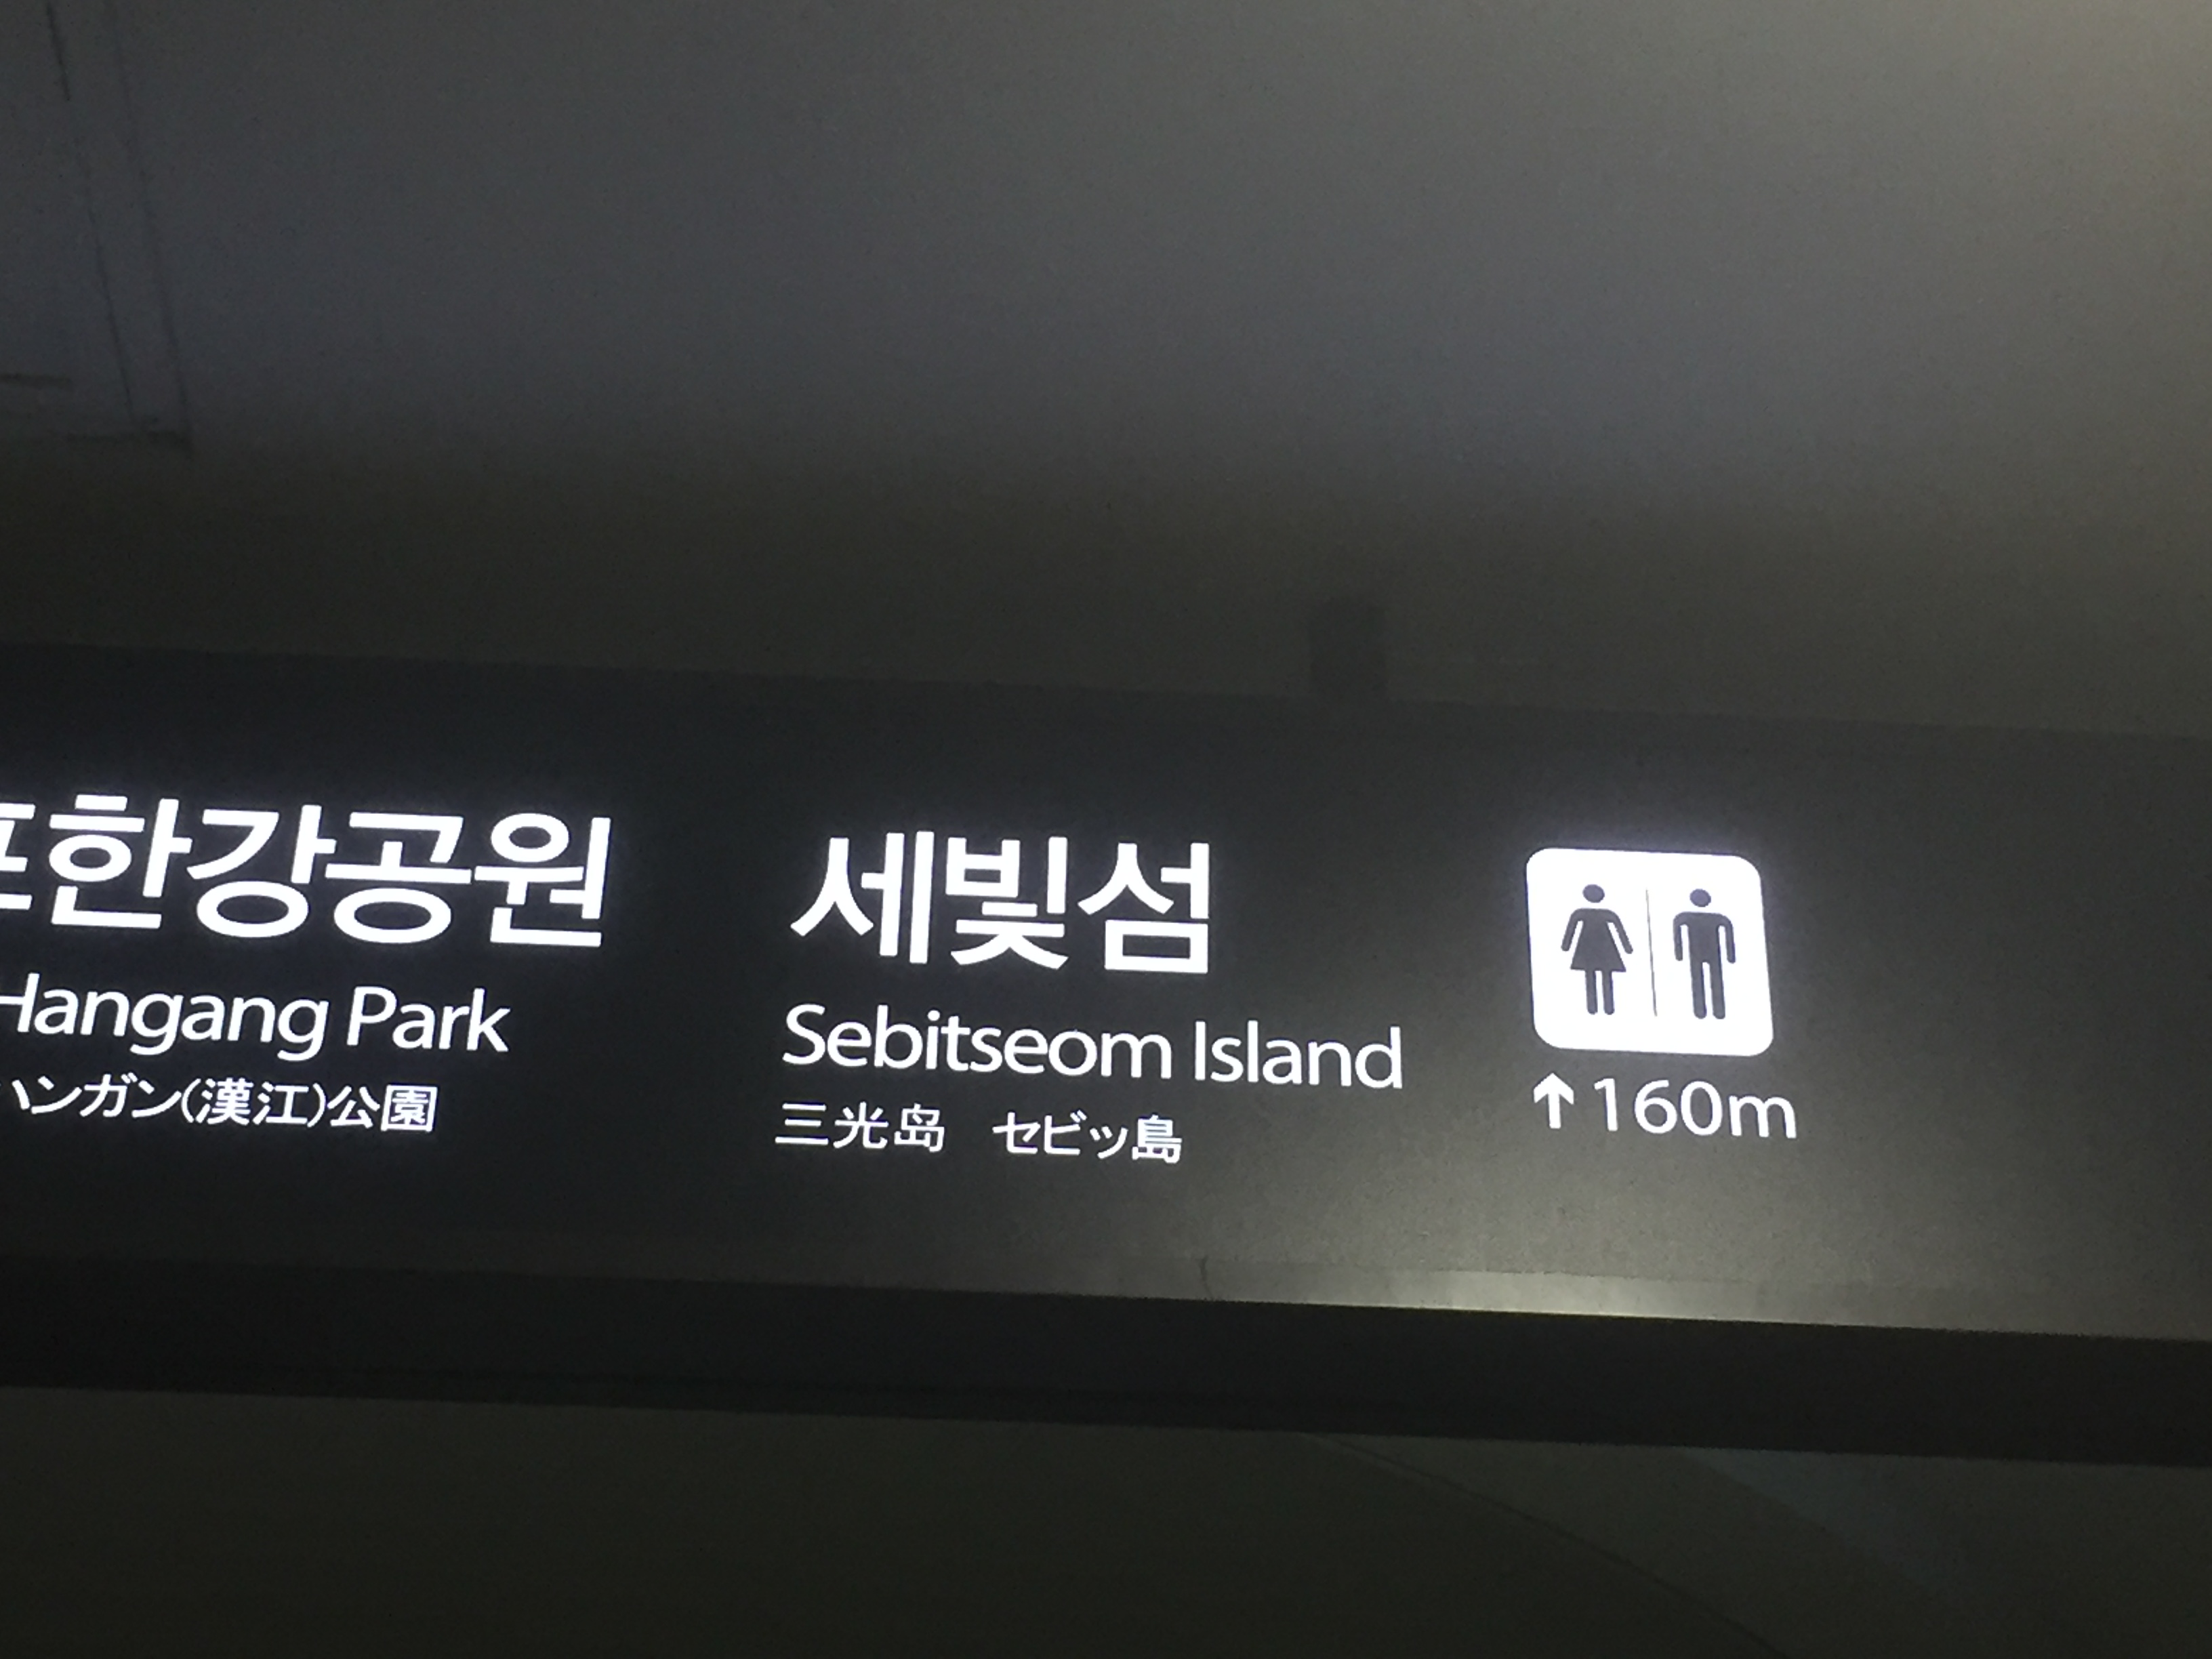 포한강공원
Hangang Park
ハンガン(漢江)公園
세빛섬
Sebitseom Island
三光岛 セビッ島
↑160m